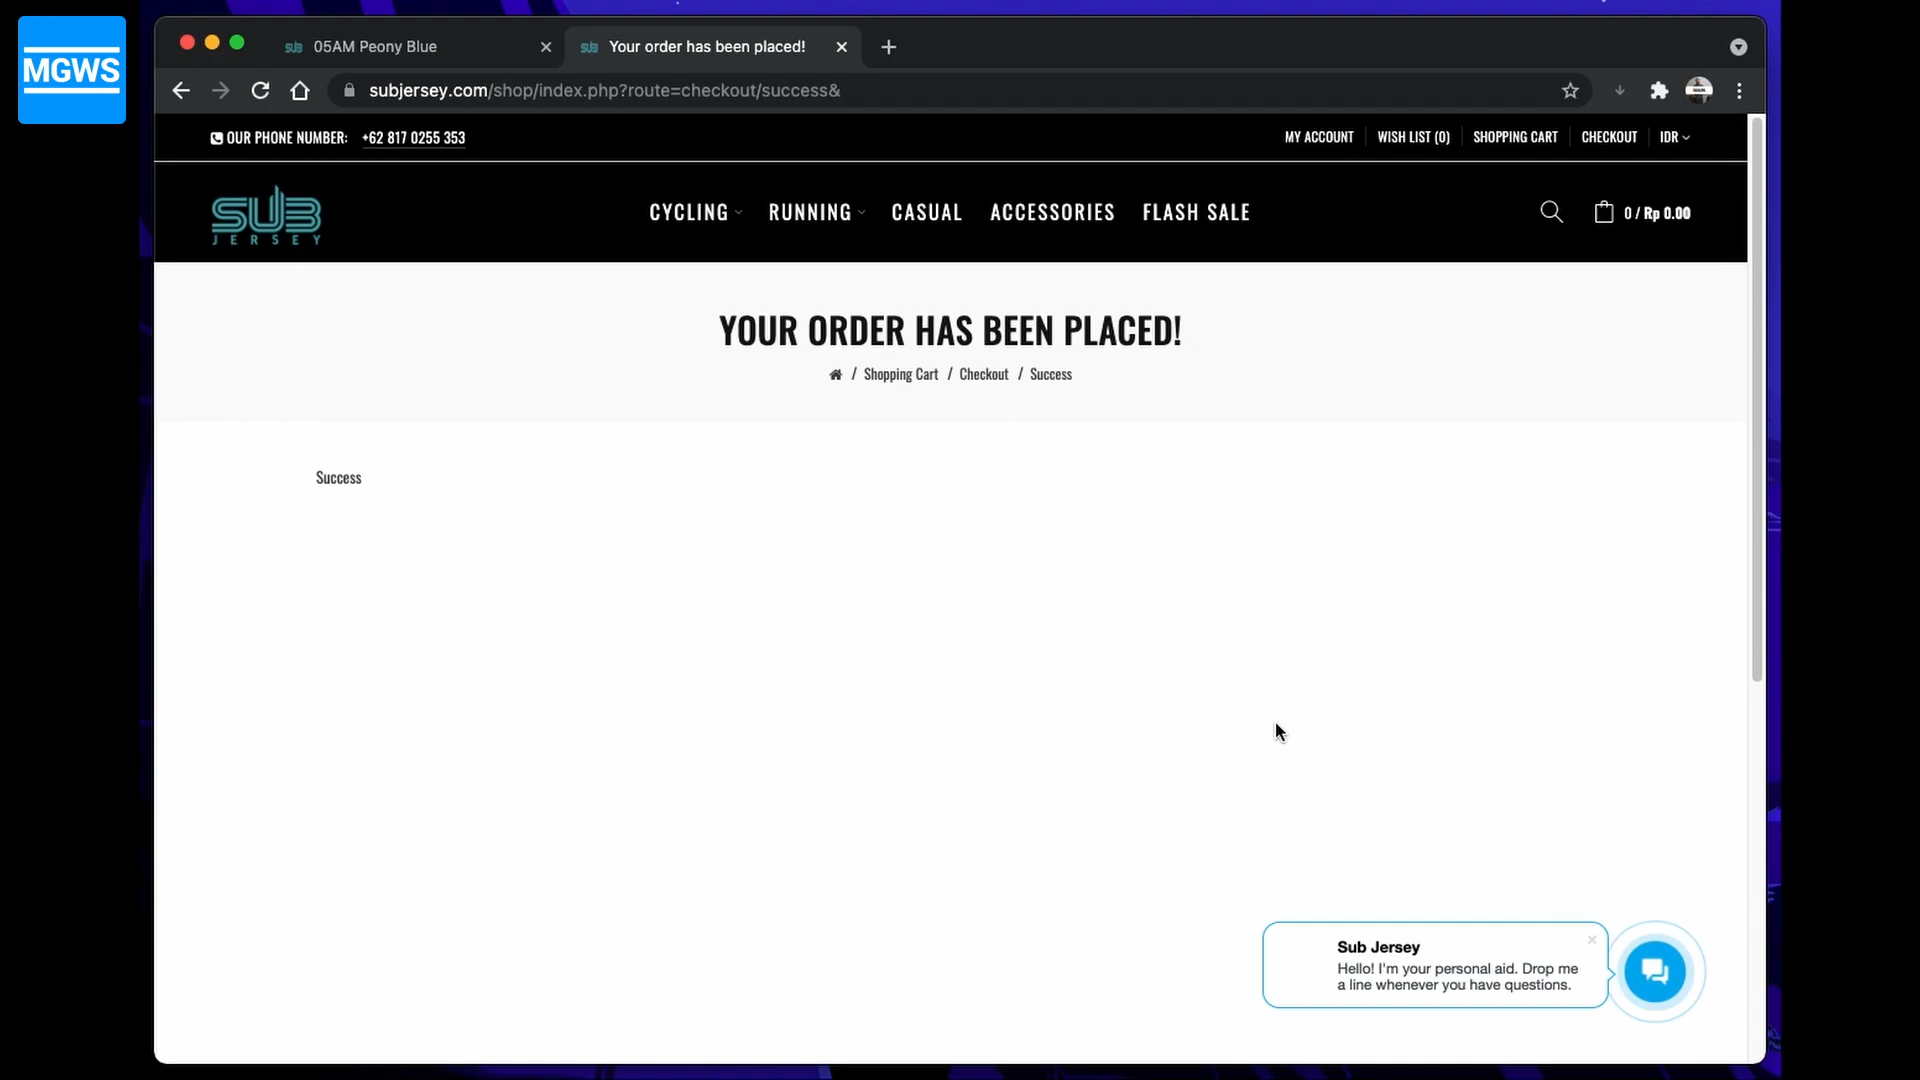 MGWS
05AM Peony Blue
Your order has been placed!
subjersey.com/shop/index.php?route=checkout/success&
OUR PHONE NUMBER: +62 817 0255 353
MY ACCOUNT WISH LIST (0) SHOPPING CART CHECKOUT IDR
SUB
JERSEY
CYCLING RUNNING CASUAL ACCESSORIES FLASH SALE
0 / Rp 0.00
YOUR ORDER HAS BEEN PLACED!
/ Shopping Cart / Checkout / Success
Success
Sub Jersey
Hello! I'm your personal aid. Drop me
a line whenever you have questions.